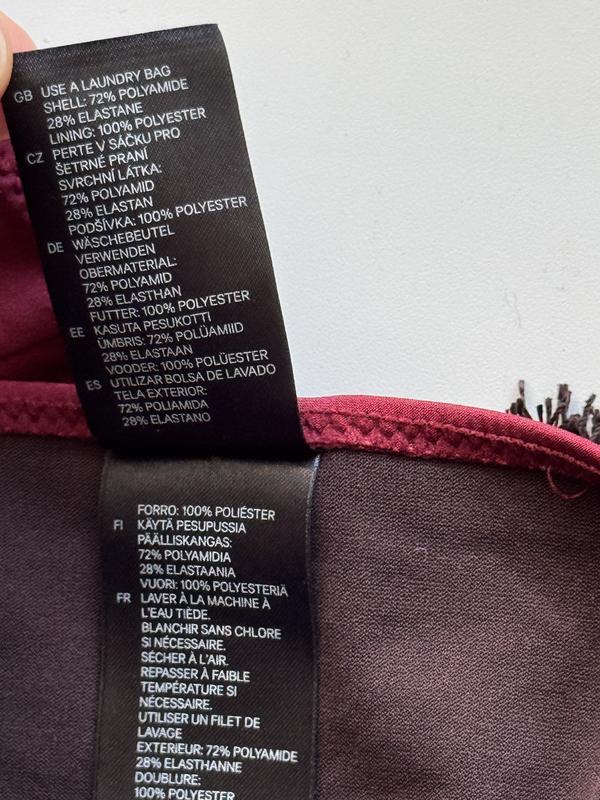 GB USE A LAUNDRY BAG
SHELL: 72% POLYAMIDE
28% ELASTANE
LINING: 100% POLYESTER
CZ PERTE V SÁČKU PRO
ŠETRNÉ PRANÍ
SVRCHNÍ LÁTKA:
72% POLYAMID
28% ELASTAN
PODŠÍVKA: 100% POLYESTER
DE WÄSCHEBEUTEL
VERWENDEN
OBERMATERIAL:
72% POLYAMID
28% ELASTHAN
FUTTER: 100% POLYESTER
EE KASUTA PESUKOTTI
ÜMBRIS: 72% POLÜAMIID
28% ELASTAAN
VOODER: 100% POLÜESTER
ES UTILIZAR BOLSA DE LAVADO
TELA EXTERIOR:
72% POLIAMIDA
28% ELASTANO
FORRO: 100% POLIÉSTER
FI KÄYTÄ PESUPUSSIA
PÄÄLLISKANGAS:
72% POLYAMIDIA
28% ELASTAANIA
VUORI: 100% POLYESTERIÄ
FR LAVER À LA MACHINE À
L'EAU TIÈDE.
BLANCHIR SANS CHLORE
SI NÉCESSAIRE.
SÉCHER À L'AIR.
REPASSER À FAIBLE
TEMPÉRATURE SI
NÉCESSAIRE.
UTILISER UN FILET DE
LAVAGE
EXTERIEUR: 72% POLYAMIDE
28% ELASTHANNE
DOUBLURE:
100% POLYESTER